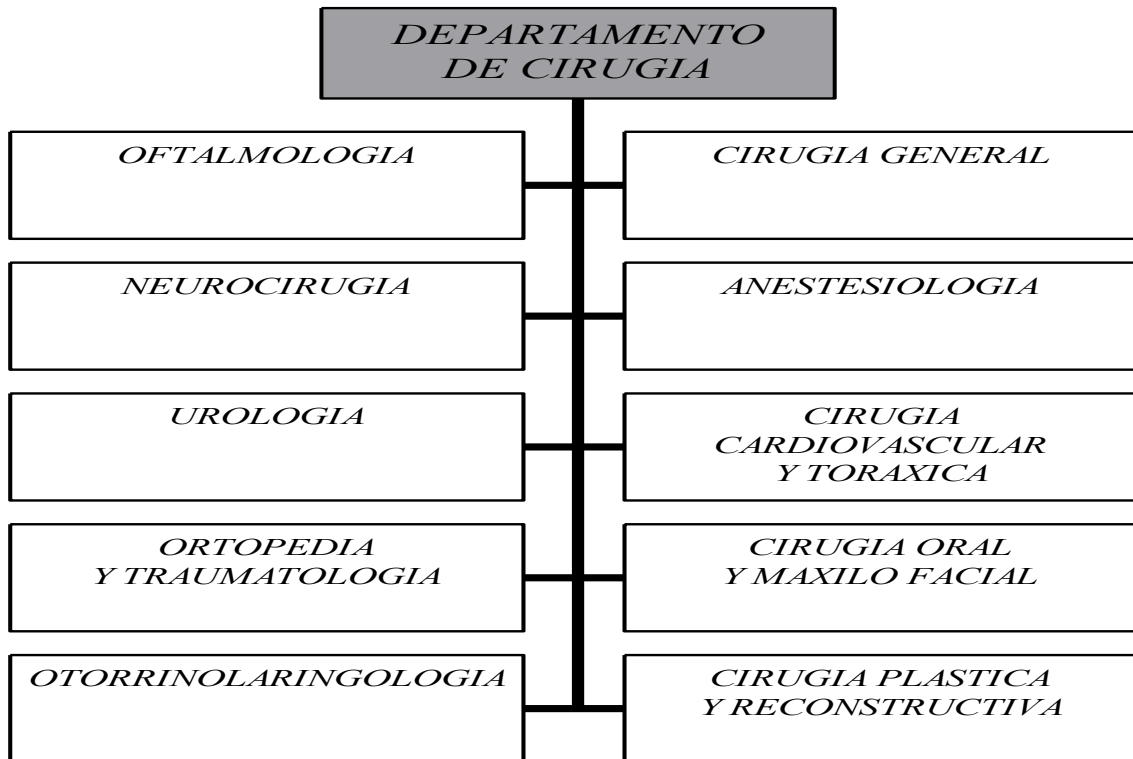 DEPARTAMENTO
DE CIRUGIA
OFTALMOLOGIA
CIRUGIA GENERAL
NEUROCIRUGIA
ANESTESIOLOGIA
UROLOGIA
CIRUGIA
CARDIOVASCULAR
Y TORAXICA
ORTOPEDIA
Y TRAUMATOLOGIA
CIRUGIA ORAL
Y MAXILO FACIAL
OTORRINOLARINGOLOGIA
CIRUGIA PLASTICA
Y RECONSTRUCTIVA